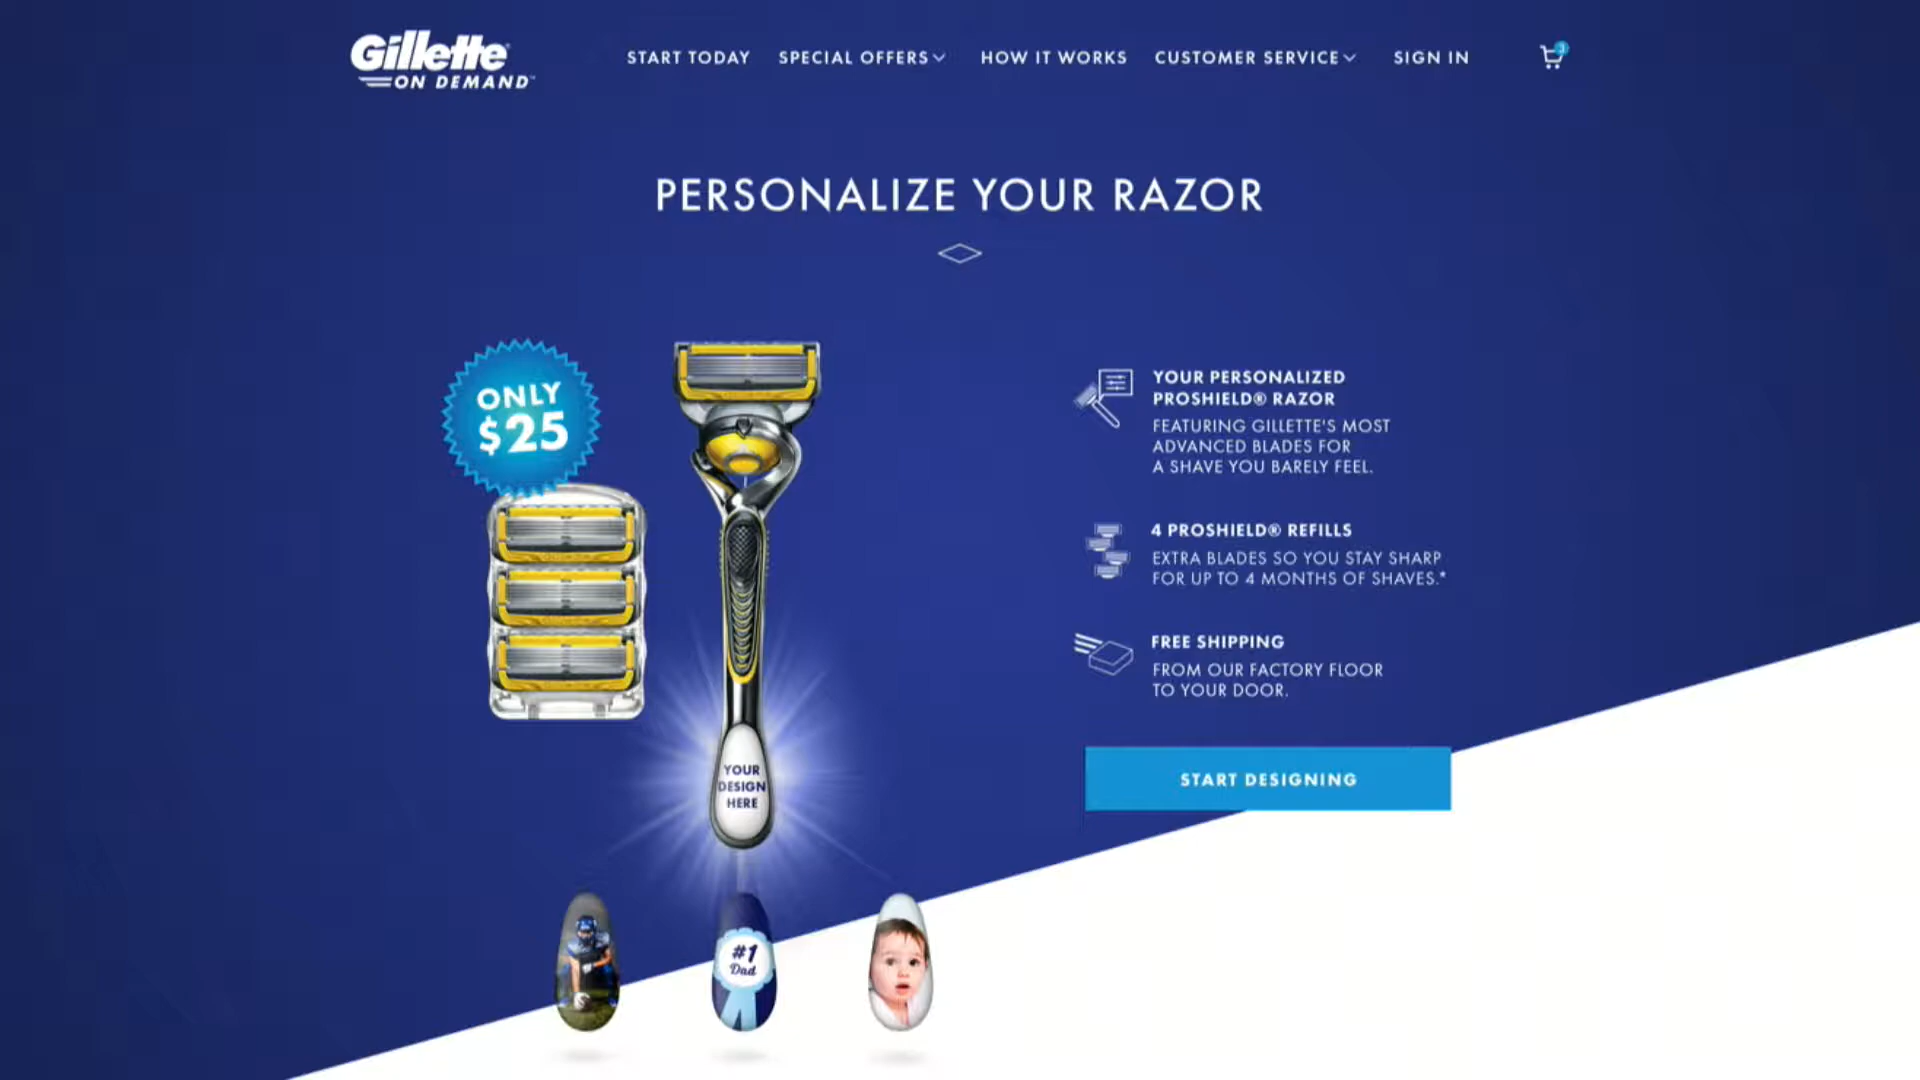 Gillette
ON DEMAND™
START TODAY
SPECIAL OFFERS
HOW IT WORKS
CUSTOMER SERVICE
SIGN IN
3
PERSONALIZE YOUR RAZOR
ONLY
$25
YOUR PERSONALIZED
PROSHIELD® RAZOR
FEATURING GILLETTE'S MOST
ADVANCED BLADES FOR
A SHAVE YOU BARELY FEEL.
4 PROSHIELD® REFILLS
EXTRA BLADES SO YOU STAY SHARP
FOR UP TO 4 MONTHS OF SHAVES.*
FREE SHIPPING
FROM OUR FACTORY FLOOR
TO YOUR DOOR.
START DESIGNING
YOUR
DESIGN
HERE
#1
Dad